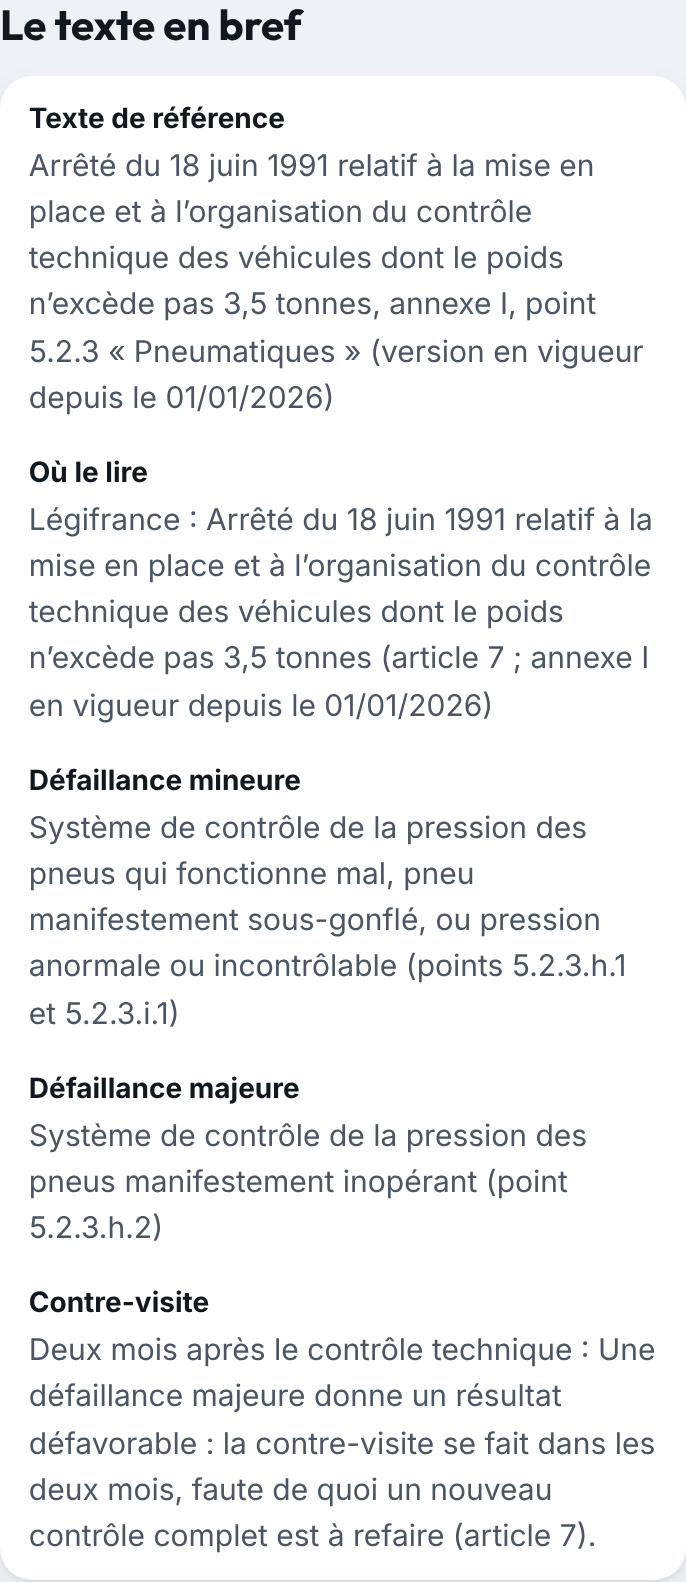 Le texte en bref
Texte de référence
Arrêté du 18 juin 1991 relatif à la mise en
place et à l’organisation du contrôle
technique des véhicules dont le poids
n’excède pas 3,5 tonnes, annexe I, point
5.2.3 « Pneumatiques » (version en vigueur
depuis le 01/01/2026)
Où le lire
Légifrance : Arrêté du 18 juin 1991 relatif à la
mise en place et à l’organisation du contrôle
technique des véhicules dont le poids
n’excède pas 3,5 tonnes (article 7 ; annexe I
en vigueur depuis le 01/01/2026)
Défaillance mineure
Système de contrôle de la pression des
pneus qui fonctionne mal, pneu
manifestement sous-gonflé, ou pression
anormale ou incontrôlable (points 5.2.3.h.1
et 5.2.3.i.1)
Défaillance majeure
Système de contrôle de la pression des
pneus manifestement inopérant (point
5.2.3.h.2)
Contre-visite
Deux mois après le contrôle technique : Une
défaillance majeure donne un résultat
défavorable : la contre-visite se fait dans les
deux mois, faute de quoi un nouveau
contrôle complet est à refaire (article 7).